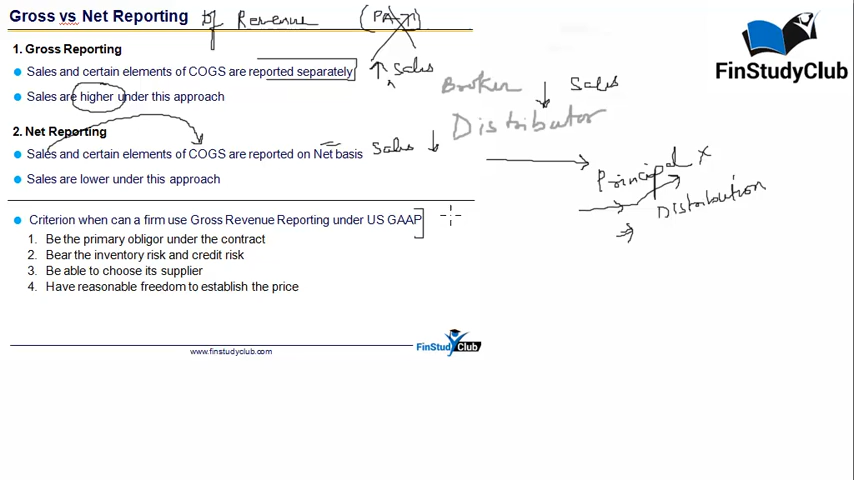 Gross vs Net Reporting of Revenue (PAT)
1. Gross Reporting
Sales and certain elements of COGS are reported separately
↑ Sales
Sales are higher under this approach
Broker ↓ Sales
Distributor
2. Net Reporting
Sales and certain elements of COGS are reported on Net basis
Sales ↓
Sales are lower under this approach
Principal X
Distribution
Criterion when can a firm use Gross Revenue Reporting under US GAAP
1. Be the primary obligor under the contract
2. Bear the inventory risk and credit risk
3. Be able to choose its supplier
4. Have reasonable freedom to establish the price
www.finstudyclub.com
FinStudyClub
FinStudyClub